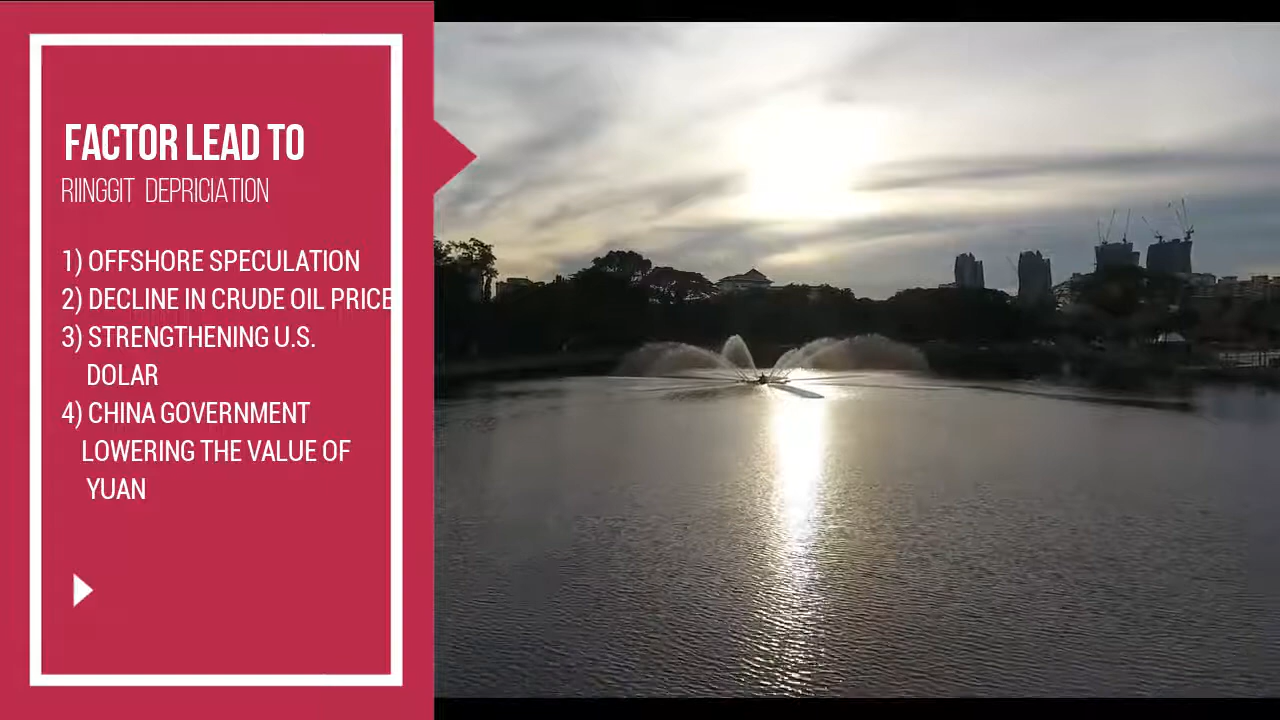 FACTOR LEAD TO
RIINGGIT DEPRICIATION
1) OFFSHORE SPECULATION
2) DECLINE IN CRUDE OIL PRICE
3) STRENGTHENING U.S.
DOLAR
4) CHINA GOVERNMENT
LOWERING THE VALUE OF
YUAN